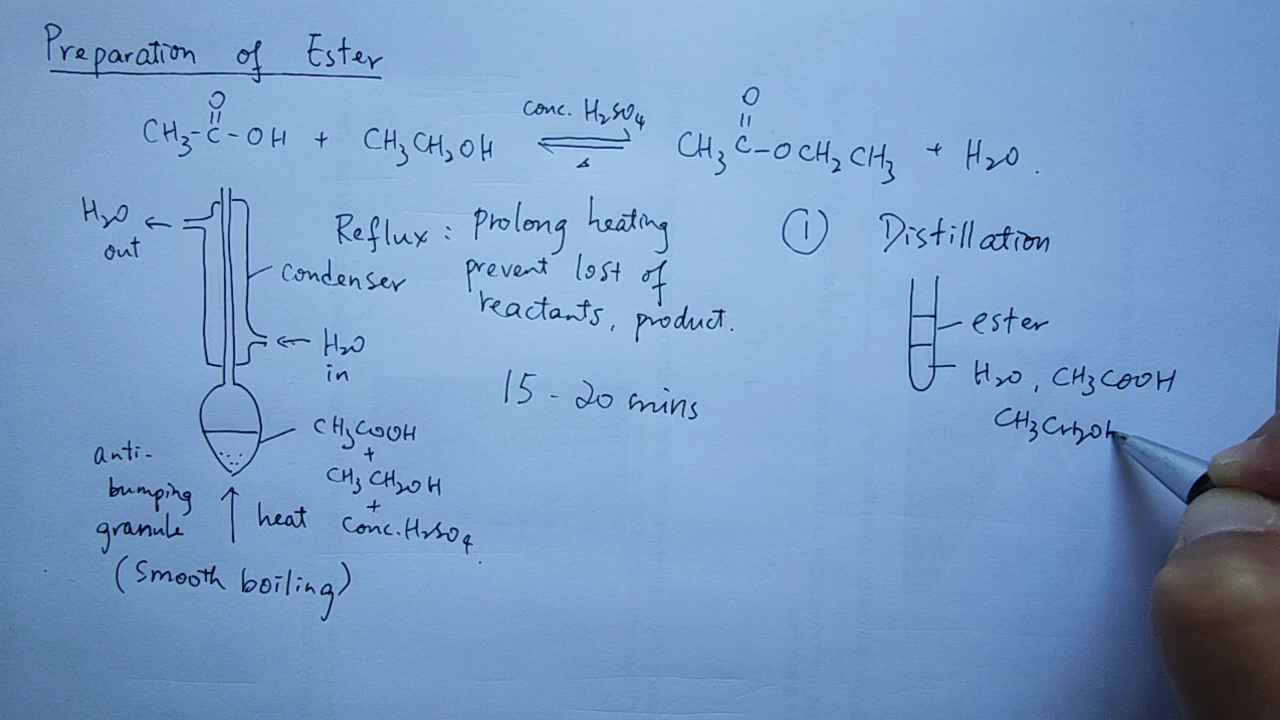 Preparation of Ester
O
CH3-C-OH + CH3CH2OH conc. H2SO4 ⇌ Δ CH3C-OCH2CH3 + H2O.
O
H2O ←
out
condenser
← H2O
in
Reflux : Prolong heating
prevent lost of
reactants, product.
15 - 20 mins
CH3COOH
+
CH3CH2OH
+
Conc. H2SO4
anti-
bumping
granule
heat
(Smooth boiling)
① Distillation
ester
H2O, CH3COOH
CH3CH2OH